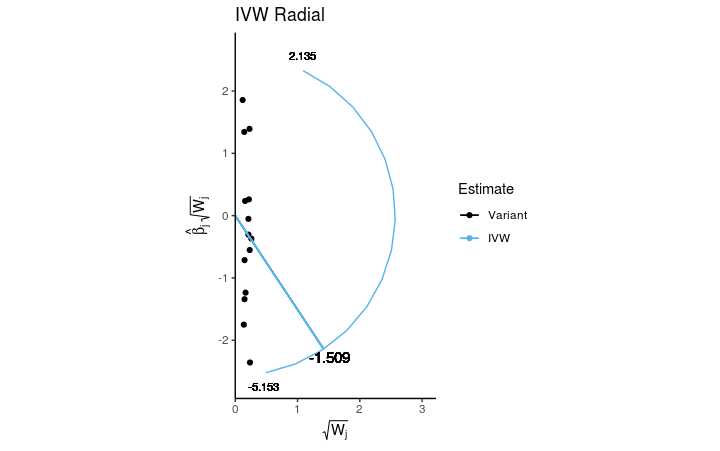 IVW Radial
2.135
2
1
0
-1
-2
β̂ⱼ√Wⱼ
-1.509
-5.153
0 1 2 3
√Wⱼ
Estimate
Variant
IVW